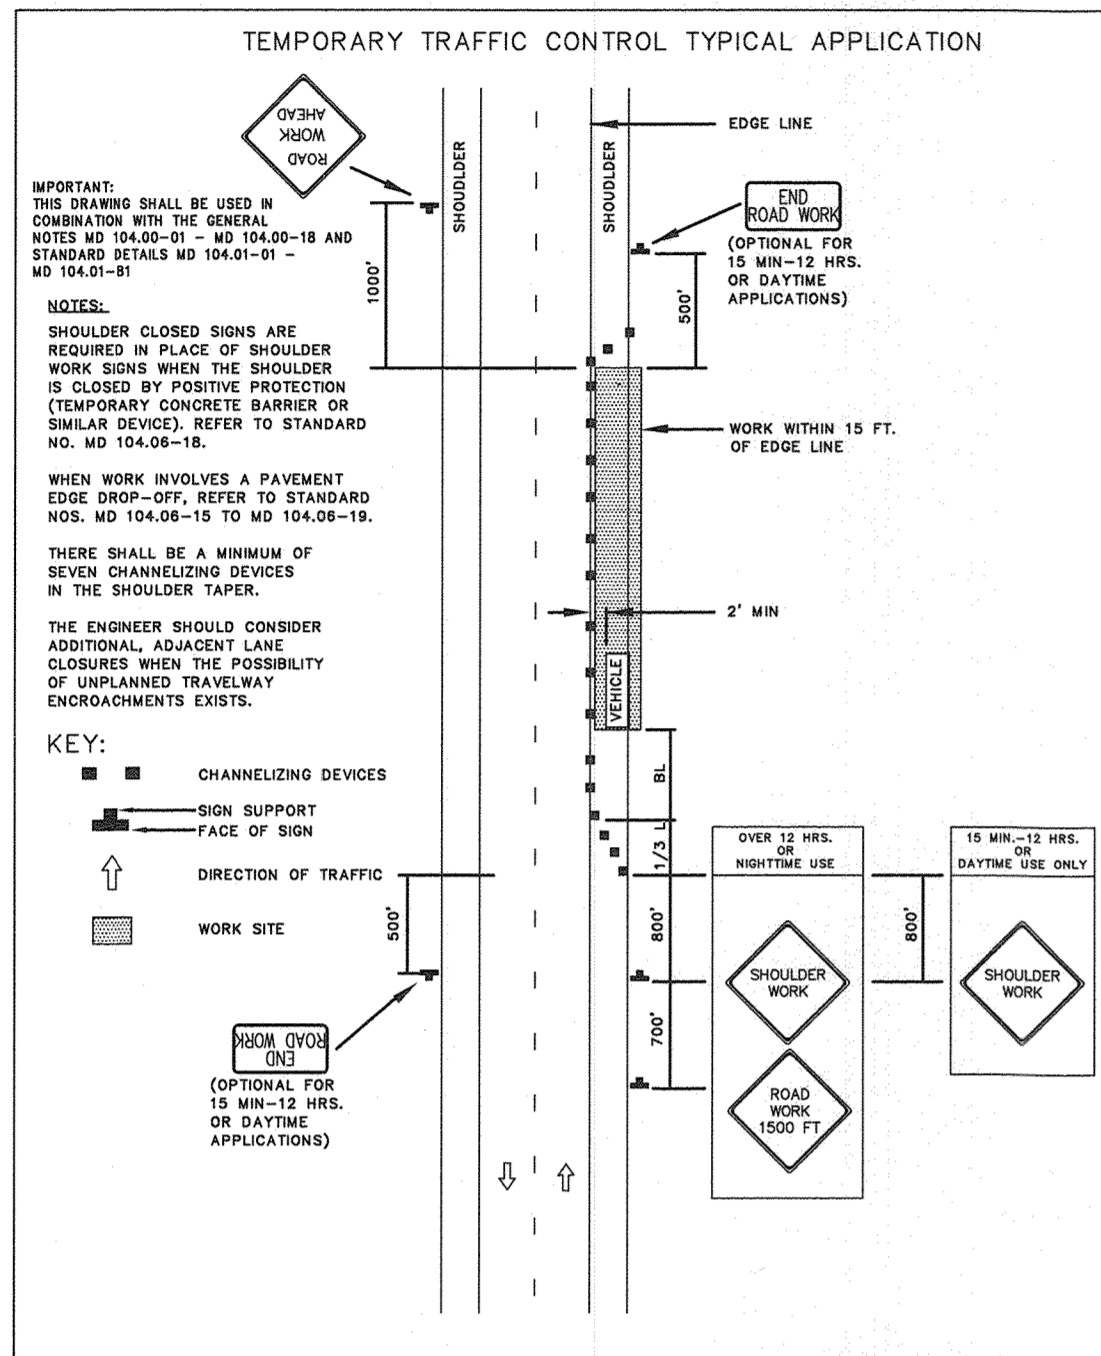 TEMPORARY TRAFFIC CONTROL TYPICAL APPLICATION
ROAD
WORK
AHEAD
IMPORTANT:
THIS DRAWING SHALL BE USED IN
COMBINATION WITH THE GENERAL
NOTES MD 104.00-01 - MD 104.00-18 AND
STANDARD DETAILS MD 104.01-01 -
MD 104.01-81
NOTES:
SHOULDER CLOSED SIGNS ARE
REQUIRED IN PLACE OF SHOULDER
WORK SIGNS WHEN THE SHOULDER
IS CLOSED BY POSITIVE PROTECTION
(TEMPORARY CONCRETE BARRIER OR
SIMILAR DEVICE). REFER TO STANDARD
NO. MD 104.06-18.
WHEN WORK INVOLVES A PAVEMENT
EDGE DROP-OFF, REFER TO STANDARD
NOS. MD 104.06-15 TO MD 104.06-19.
THERE SHALL BE A MINIMUM OF
SEVEN CHANNELIZING DEVICES
IN THE SHOULDER TAPER.
THE ENGINEER SHOULD CONSIDER
ADDITIONAL, ADJACENT LANE
CLOSURES WHEN THE POSSIBILITY
OF UNPLANNED TRAVELWAY
ENCROACHMENTS EXISTS.
KEY:
CHANNELIZING DEVICES
SIGN SUPPORT
FACE OF SIGN
DIRECTION OF TRAFFIC
WORK SITE
1000'
SHOUDLDER
SHOUDLDER
EDGE LINE
END
ROAD WORK
(OPTIONAL FOR
15 MIN-12 HRS.
OR DAYTIME
APPLICATIONS)
500'
WORK WITHIN 15 FT.
OF EDGE LINE
2' MIN
VEHICLE
BL
1/3 L
800'
700'
500'
END
ROAD WORK
(OPTIONAL FOR
15 MIN-12 HRS.
OR DAYTIME
APPLICATIONS)
OVER 12 HRS.
OR
NIGHTTIME USE
SHOULDER
WORK
ROAD
WORK
1500 FT
800'
15 MIN.-12 HRS.
OR
DAYTIME USE ONLY
SHOULDER
WORK